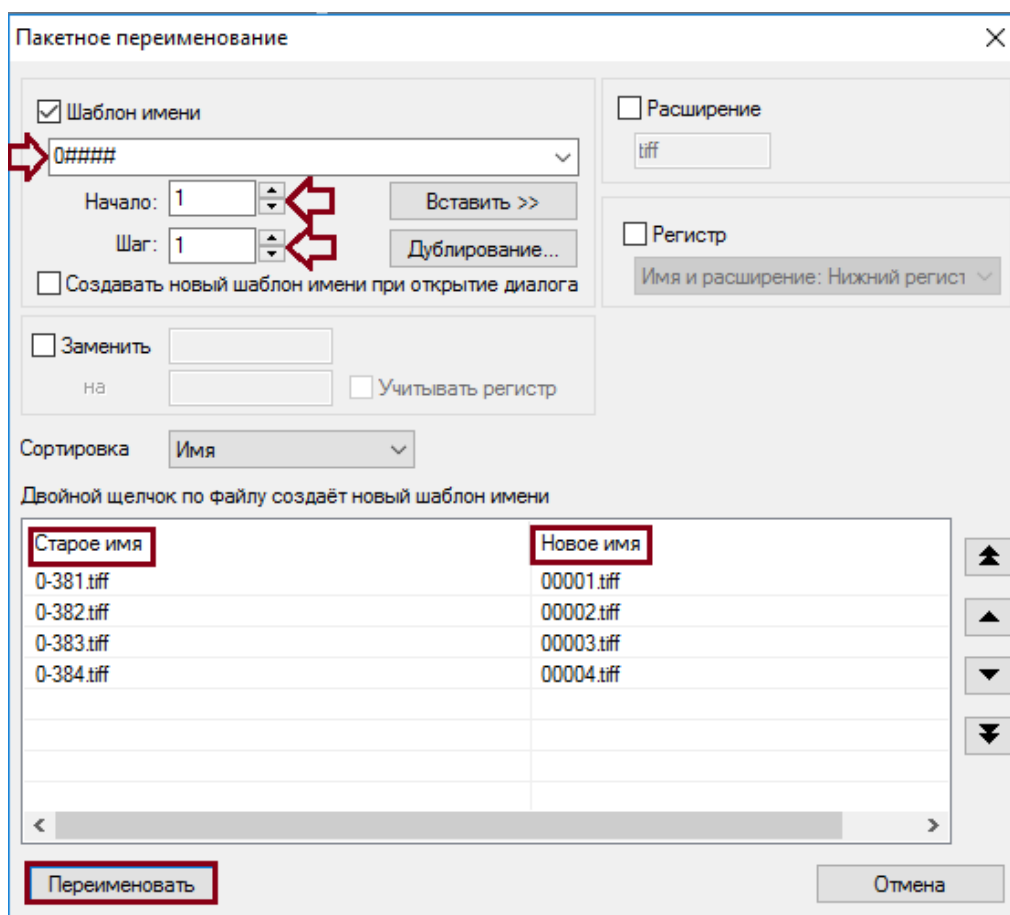 Пакетное переименование
Шаблон имени
0####
Начало: 1
Вставить >>
Шаг: 1
Дублирование...
Создавать новый шаблон имени при открытие диалога
Расширение
tiff
Регистр
Имя и расширение: Нижний регист
Заменить
на
Учитывать регистр
Сортировка
Имя
Двойной щелчок по файлу создаёт новый шаблон имени
Старое имя Новое имя
0-381.tiff 00001.tiff
0-382.tiff 00002.tiff
0-383.tiff 00003.tiff
0-384.tiff 00004.tiff
Переименовать
Отмена